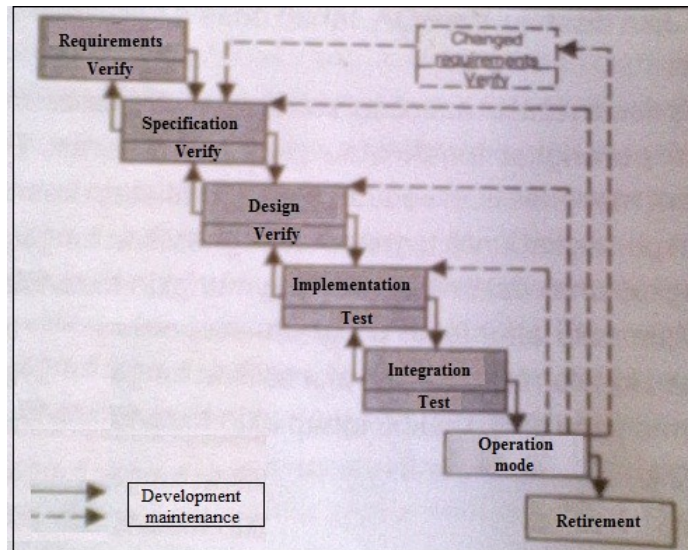 Requirements
Verify
Changed
requirements
Verify
Specification
Verify
Design
Verify
Implementation
Test
Integration
Test
Operation
mode
Development
maintenance
Retirement